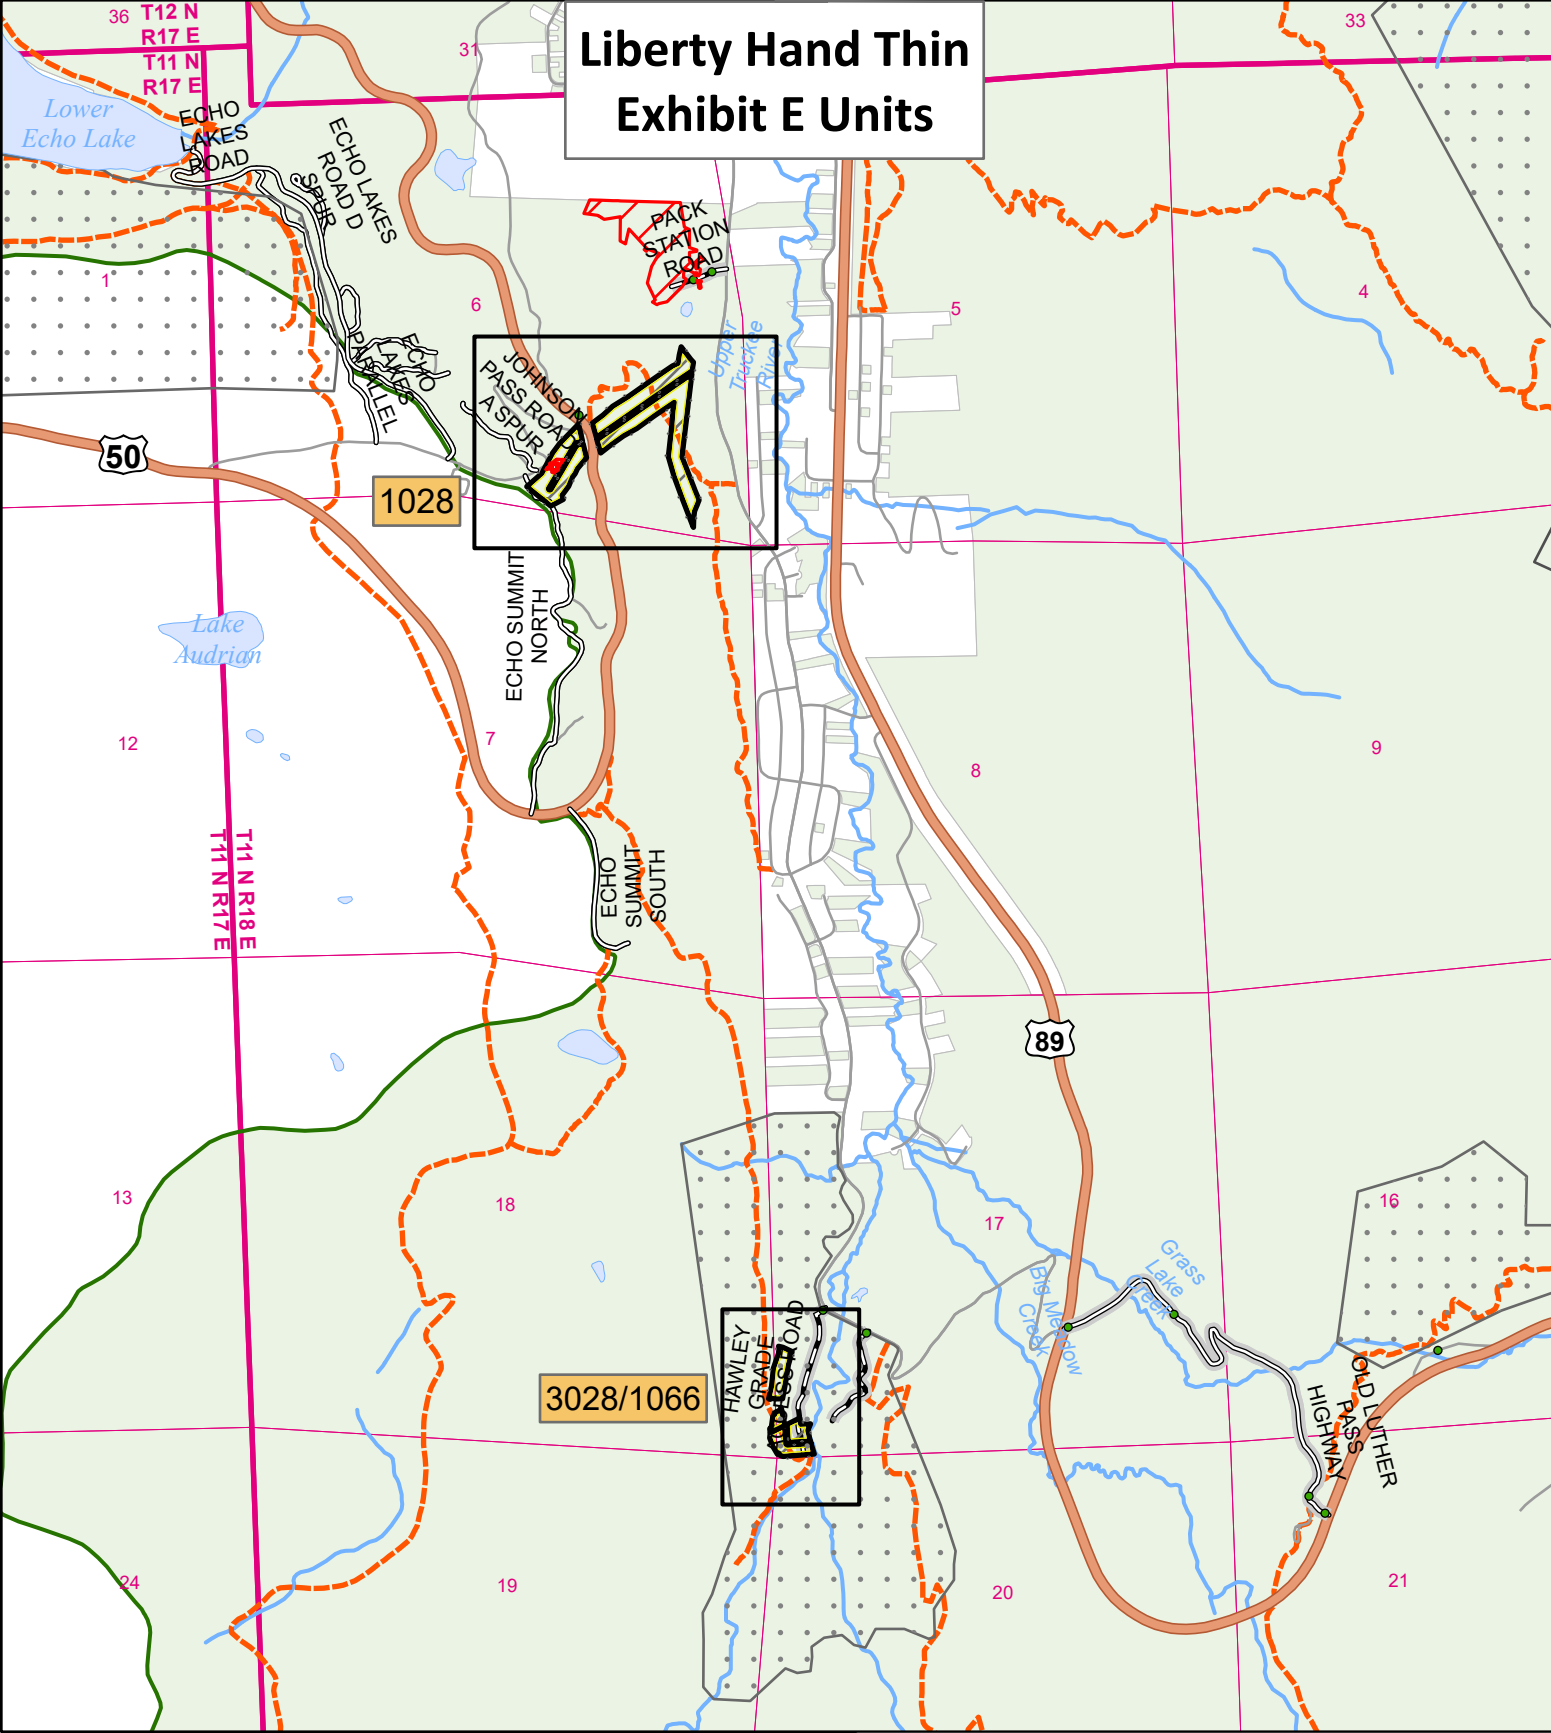 Liberty Hand Thin
Exhibit E Units
36
T12 N
R17 E
T11 N
R17 E
31
33
Lower
Echo Lake
ECHO
LAKES
ROAD
ECHO LAKES
ROAD D
SPUR
PACK
STATION
ROAD
1
6
5
4
Upper
Truckee
River
JOHNSON
PASS ROAD
A SPUR
ECHO
LAKES
PARALLEL
50
1028
ECHO SUMMIT
NORTH
Lake
Audrian
12
7
8
9
T11 N R17 E
T11 N R18 E
ECHO
SUMMIT
SOUTH
89
13
18
17
16
Grass
Lake
Creek
Big Meadow
Creek
HAWLEY
GRADE
ROAD
3028/1066
OLD LUTHER
PASS
HIGHWAY
24
19
20
21